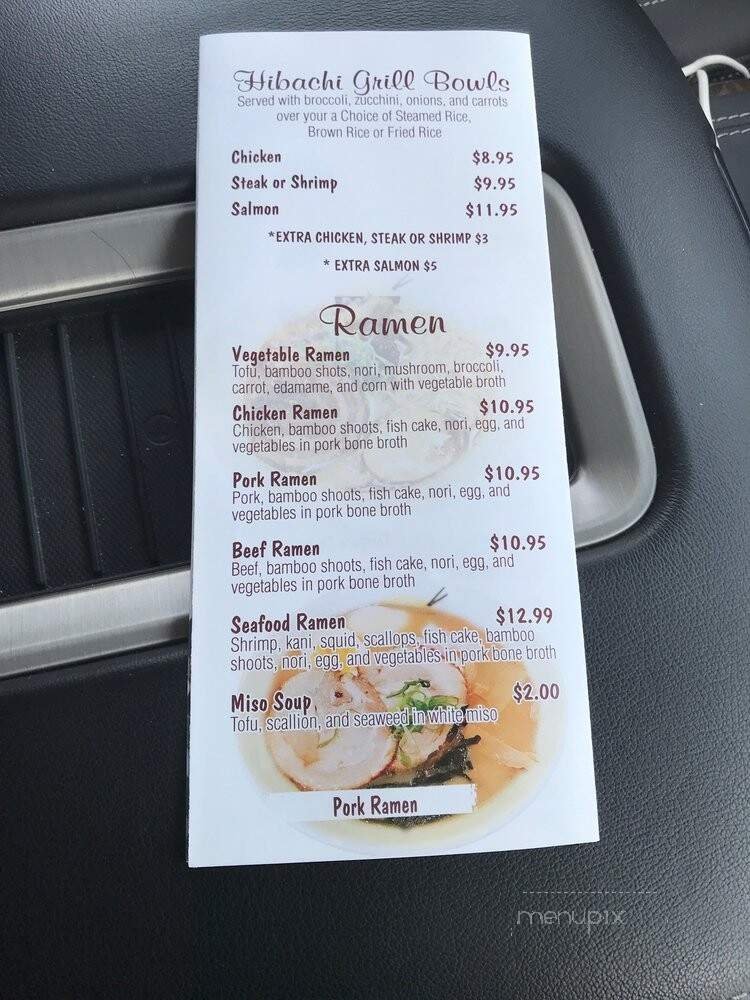 Hibachi Grill Bowls
Served with broccoli, zucchini, onions, and carrots
over your a Choice of Steamed Rice,
Brown Rice or Fried Rice
Chicken $8.95
Steak or Shrimp $9.95
Salmon $11.95
*EXTRA CHICKEN, STEAK OR SHRIMP $3
* EXTRA SALMON $5
Ramen
Vegetable Ramen $9.95
Tofu, bamboo shots, nori, mushroom, broccoli,
carrot, edamame, and corn with vegetable broth
Chicken Ramen $10.95
Chicken, bamboo shoots, fish cake, nori, egg, and
vegetables in pork bone broth
Pork Ramen $10.95
Pork, bamboo shoots, fish cake, nori, egg, and
vegetables in pork bone broth
Beef Ramen $10.95
Beef, bamboo shoots, fish cake, nori, egg, and
vegetables in pork bone broth
Seafood Ramen $12.99
Shrimp, kani, squid, scallops, fish cake, bamboo
shoots, nori, egg, and vegetables in pork bone broth
Miso Soup $2.00
Tofu, scallion, and seaweed in white miso
Pork Ramen
menupix